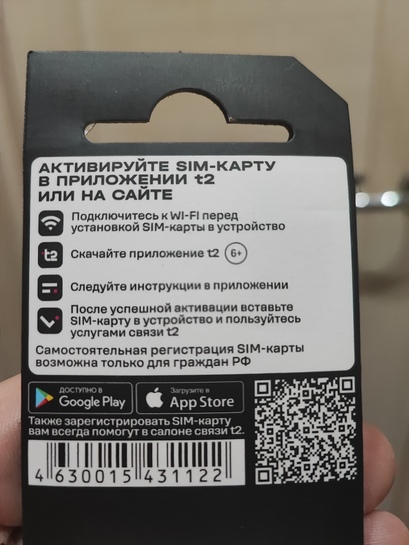 АКТИВИРУЙТЕ SIM-КАРТУ
В ПРИЛОЖЕНИИ t2
ИЛИ НА САЙТЕ
Подключитесь к WI-FI перед
установкой SIM-карты в устройство
t2
Скачайте приложение t2 6+
Следуйте инструкции в приложении
После успешной активации вставьте
SIM-карту в устройство и пользуйтесь
услугами связи t2
Самостоятельная регистрация SIM-карты
возможна только для граждан РФ
ДОСТУПНО В
Google Play
Загрузите в
App Store
Также зарегистрировать SIM-карту
вам всегда помогут в салоне связи t2.
4 630015 431122